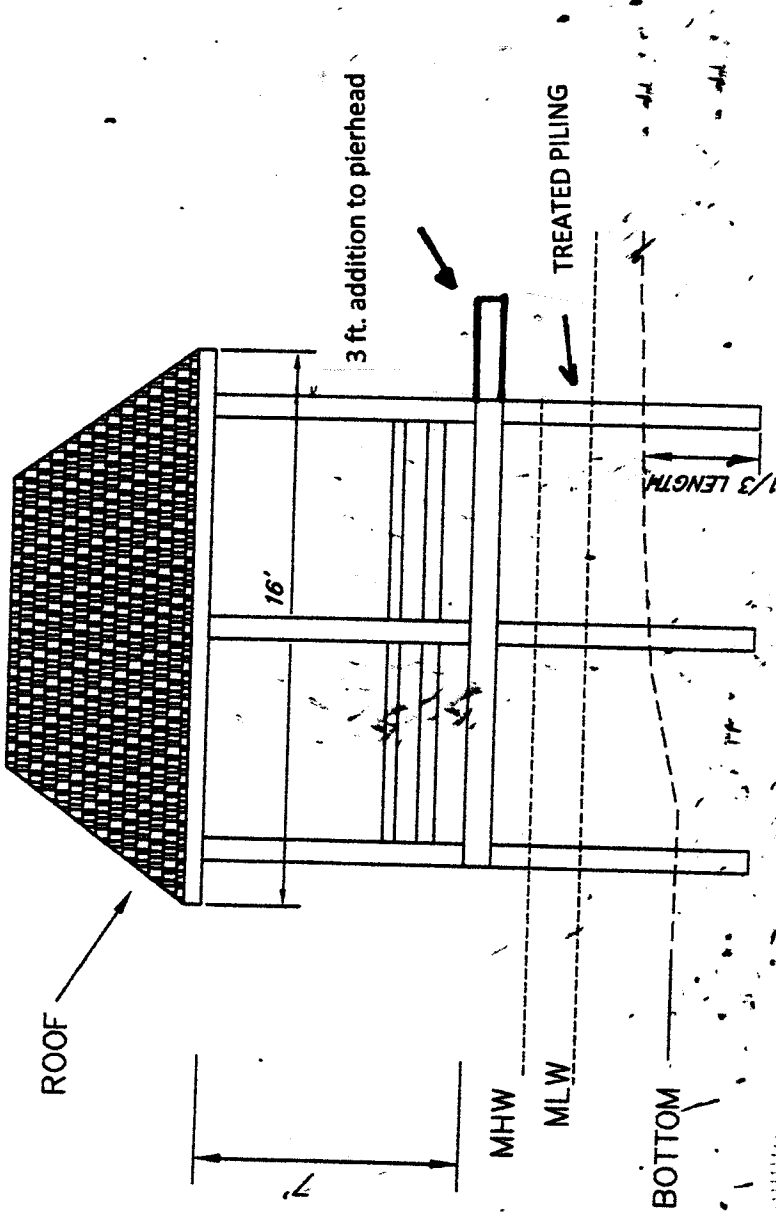 ROOF
16'
7'
3 ft. addition to pierhead
TREATED PILING
MHW
MLW
1/3 LENGTH
BOTTOM